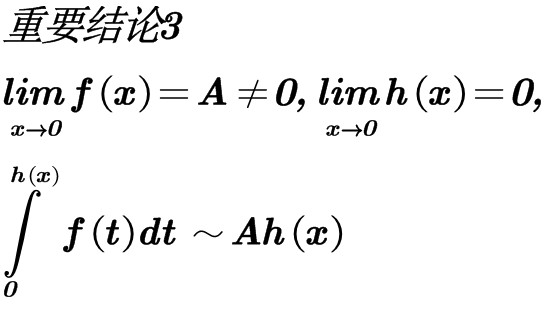 重要结论3
lim f(x)=A≠0, lim h(x)=0,
x→0 x→0
h(x)
∫ f(t)dt ~ Ah(x)
0